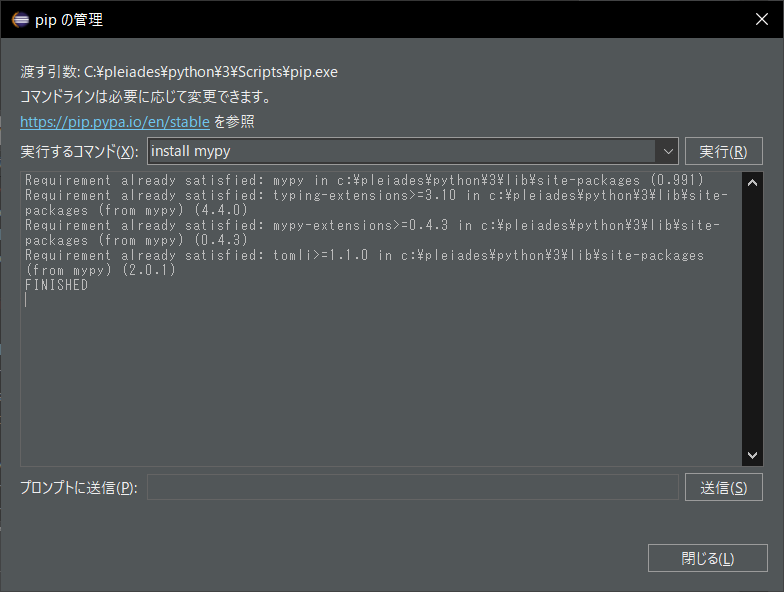 pip の管理
渡す引数: C:¥pleiades¥python¥3¥Scripts¥pip.exe
コマンドラインは必要に応じて変更できます。
https://pip.pypa.io/en/stable を参照
実行するコマンド(X): install mypy 実行(R)
Requirement already satisfied: mypy in c:¥pleiades¥python¥3¥lib¥site-packages (0.991)
Requirement already satisfied: typing-extensions>=3.10 in c:¥pleiades¥python¥3¥lib¥site-
packages (from mypy) (4.4.0)
Requirement already satisfied: mypy-extensions>=0.4.3 in c:¥pleiades¥python¥3¥lib¥site-
packages (from mypy) (0.4.3)
Requirement already satisfied: tomli>=1.1.0 in c:¥pleiades¥python¥3¥lib¥site-packages
(from mypy) (2.0.1)
FINISHED
プロンプトに送信(P): 送信(S)
閉じる(L)